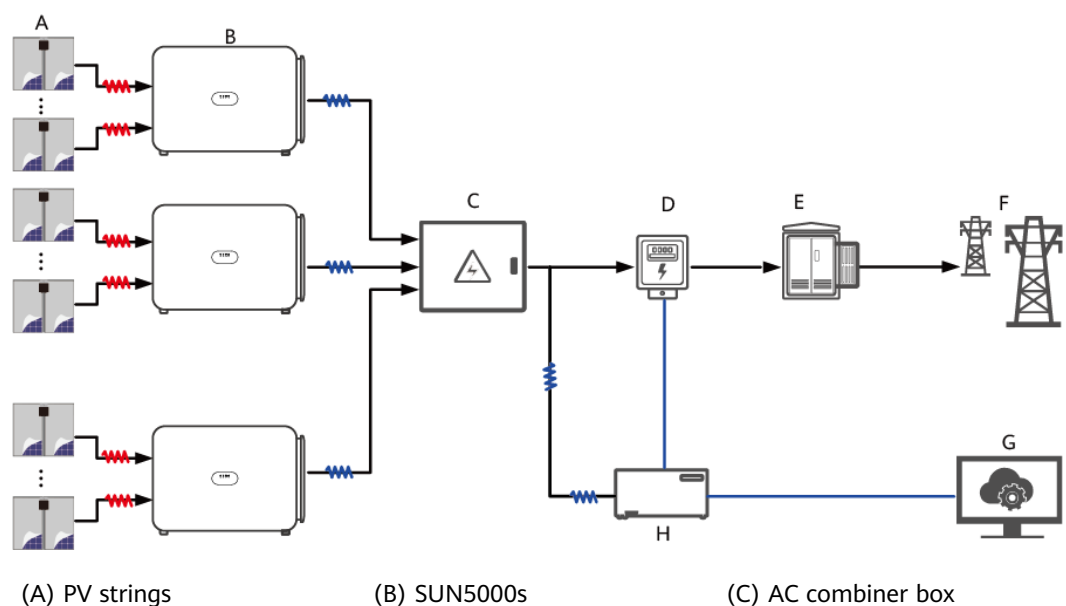 A
B
C
D
E
F
G
H
(A) PV strings
(B) SUN5000s
(C) AC combiner box